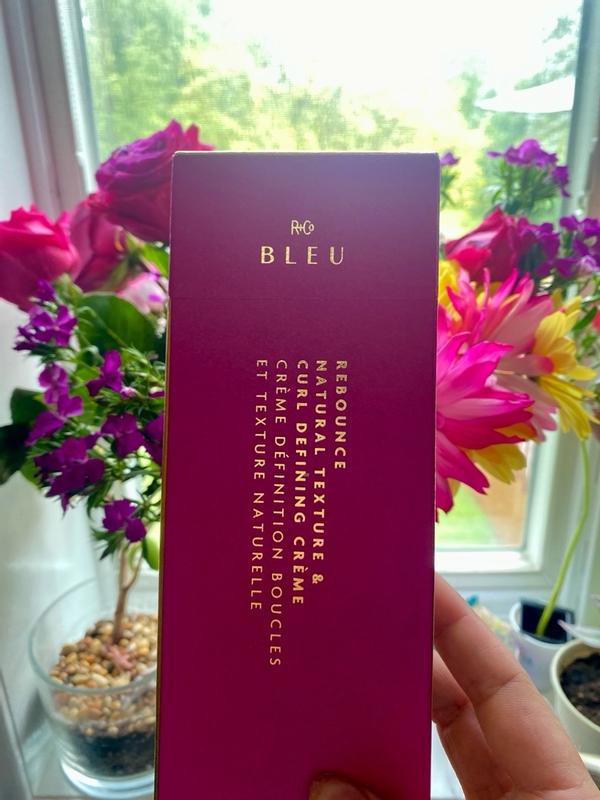 R+Co
BLEU
REBOUNCE
NATURAL TEXTURE &
CURL DEFINING CRÈME
CRÈME DÉFINITION BOUCLES
ET TEXTURE NATURELLE